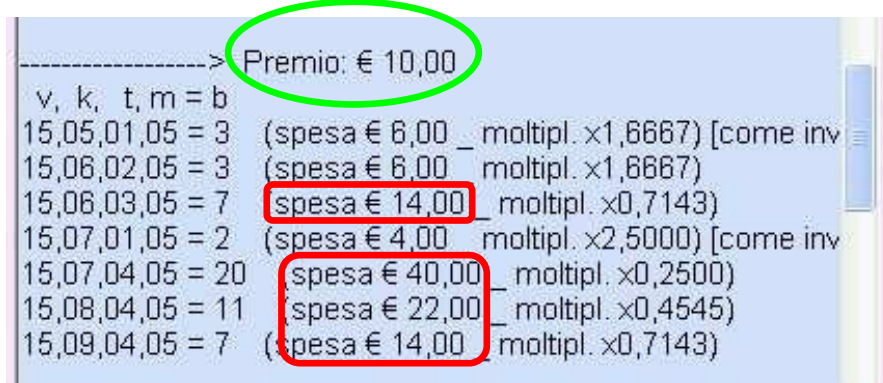 ------------------> Premio: € 10,00
v, k, t, m = b
15,05,01,05 = 3 (spesa € 6,00 _ moltipl. x1,6667) [come inv
15,06,02,05 = 3 (spesa € 6,00 _ moltipl. x1,6667)
15,06,03,05 = 7 (spesa € 14,00 _ moltipl. x0,7143)
15,07,01,05 = 2 (spesa € 4,00 _ moltipl. x2,5000) [come inv
15,07,04,05 = 20 (spesa € 40,00 _ moltipl. x0,2500)
15,08,04,05 = 11 (spesa € 22,00 _ moltipl. x0,4545)
15,09,04,05 = 7 (spesa € 14,00 _ moltipl. x0,7143)